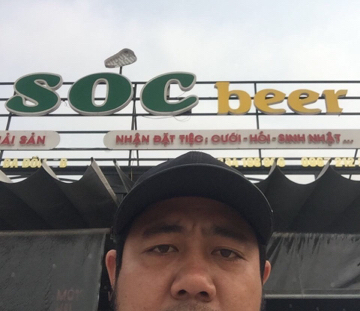 SÓC beer
ẢI SẢN
NHẬN ĐẶT TIỆC: CƯỚI - HỎI - SINH NHẬT...